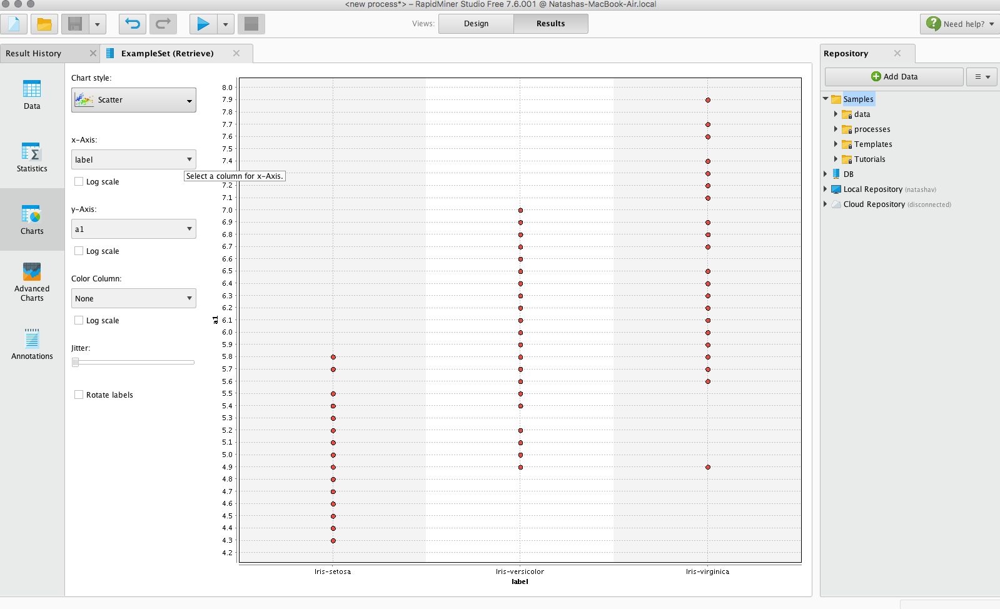 <new process*> – RapidMiner Studio Free 7.6.001 @ Natashas-MacBook-Air.local
Views:
Design
Results
Need help?
Result History
ExampleSet (Retrieve)
Repository
Data
Statistics
Charts
Advanced
Charts
Annotations
Chart style:
Scatter
x-Axis:
label
Select a column for x-Axis.
Log scale
y-Axis:
a1
Log scale
Color Column:
None
Log scale
Jitter:
Rotate labels
8.0
7.9
7.8
7.7
7.6
7.5
7.4
7.2
7.1
7.0
6.9
6.8
6.7
6.6
6.5
6.4
6.3
6.2
6.1
6.0
5.9
5.8
5.7
5.6
5.5
5.4
5.3
5.2
5.1
5.0
4.9
4.8
4.7
4.6
4.5
4.4
4.3
4.2
a1
Iris-setosa
Iris-versicolor
Iris-virginica
label
Add Data
Samples
data
processes
Templates
Tutorials
DB
Local Repository (natashav)
Cloud Repository (disconnected)